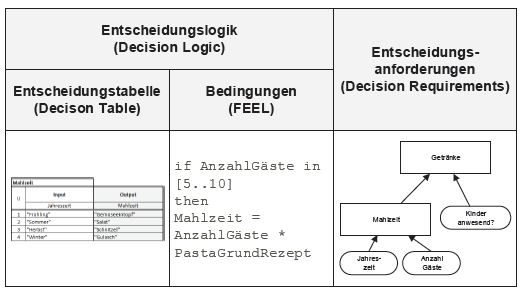 Entscheidungslogik
(Decision Logic)
Entscheidungs-
anforderungen
(Decision Requirements)
Entscheidungstabelle
(Decison Table)
Bedingungen
(FEEL)
Mahlzeit
U Input Output
Jahreszeit Mahlzeit
1 "Frühling" "Gemüseeintopf"
2 "Sommer" "Salat"
3 "Herbst" "Schnitzel"
4 "Winter" "Gulasch"
if AnzahlGäste in
[5..10]
then
Mahlzeit =
AnzahlGäste *
PastaGrundRezept
Getränke
Mahlzeit
Kinder
anwesend?
Jahres-
zeit
Anzahl
Gäste